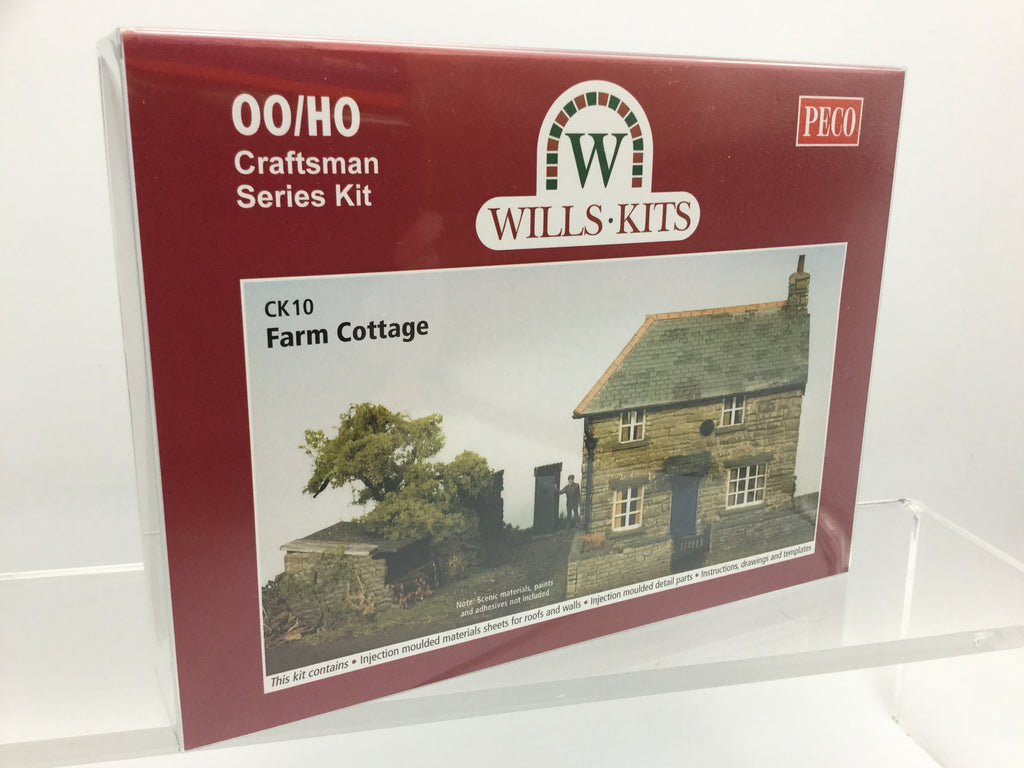 OO/HO
Craftsman
Series Kit
W
WILLS·KITS
PECO
CK10
Farm Cottage
Note: Scenic materials, paints
and adhesives not included
This kit contains • Injection moulded materials sheets for roofs and walls • Injection moulded detail parts • Instructions, drawings and templates